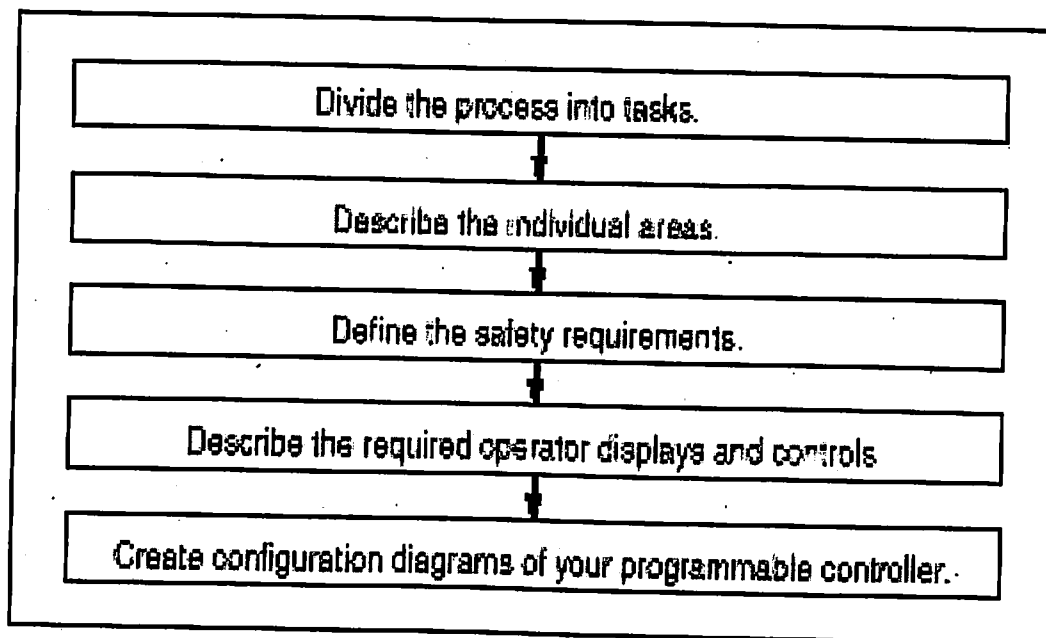 Divide the process into tasks.
Describe the individual areas.
Define the safety requirements.
Describe the required operator displays and controls
Create configuration diagrams of your programmable controller.